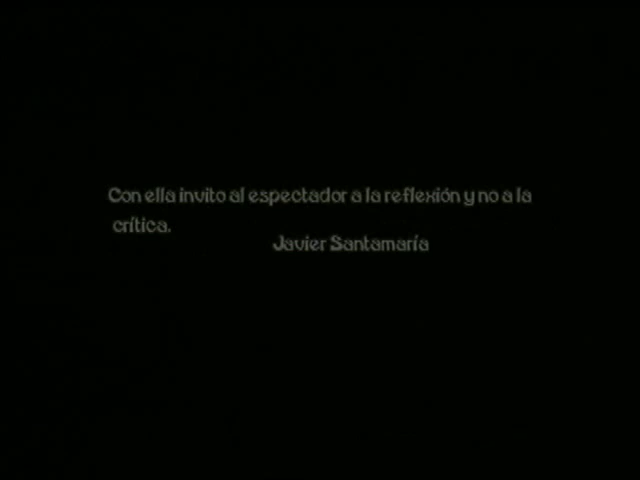 Con ella invito al espectador a la reflexión y no a la
crítica.
Javier Santamaría